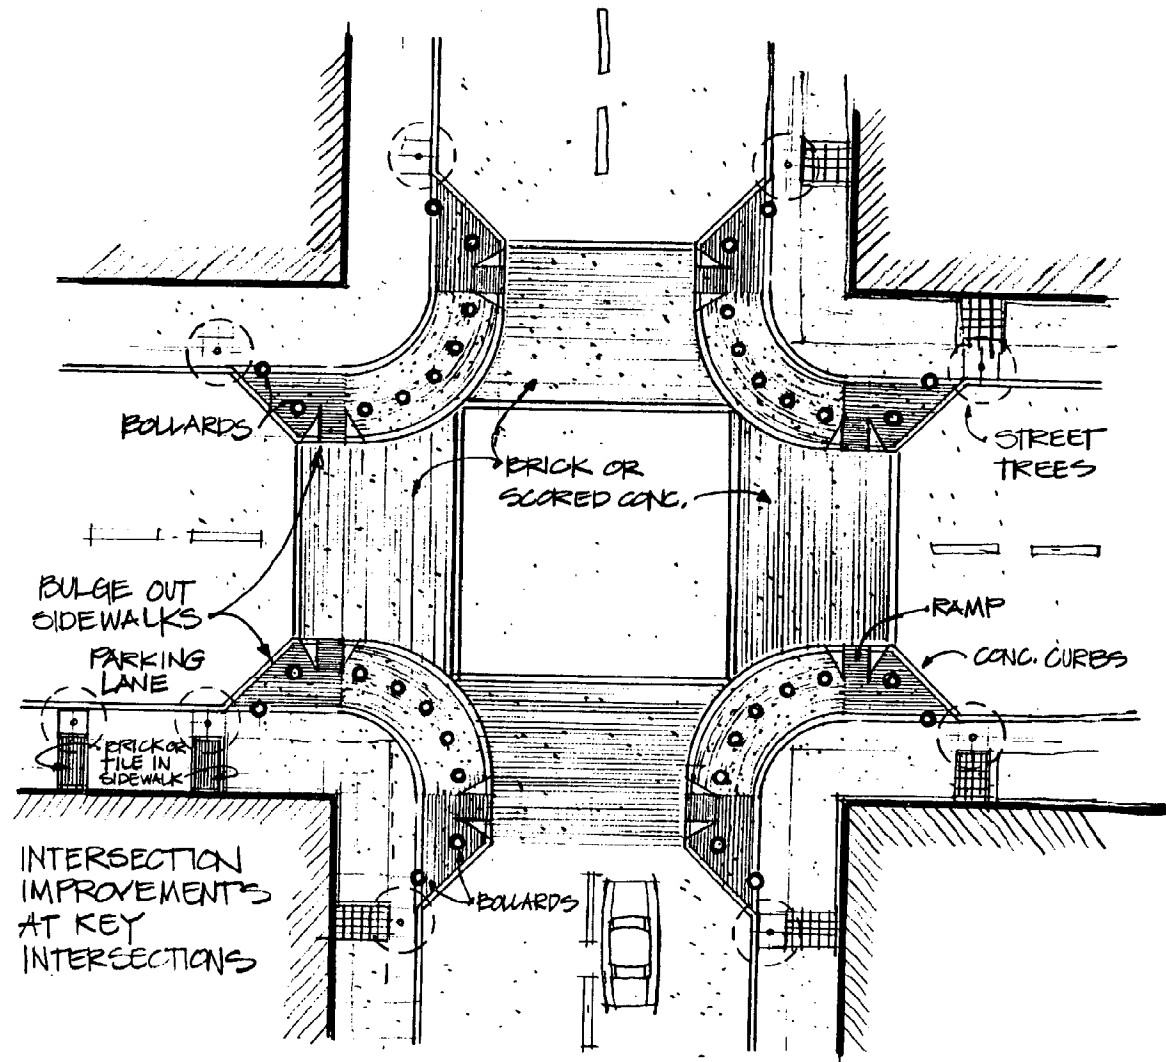 BOLLARDS
STREET
TREES
BRICK OR
SCORED CONC.
BULGE OUT
SIDEWALKS
RAMP
PARKING
LANE
CONC. CURBS
BRICK OR
TILE IN
SIDEWALK
INTERSECTION
IMPROVEMENTS
AT KEY
INTERSECTIONS
BOLLARDS